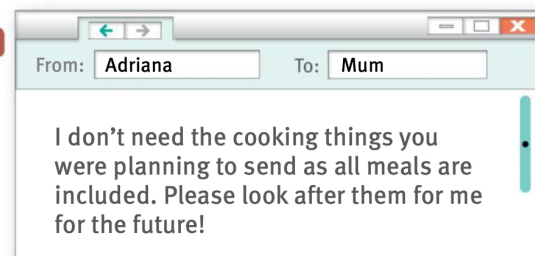 From: Adriana To: Mum
I don't need the cooking things you
were planning to send as all meals are
included. Please look after them for me
for the future!